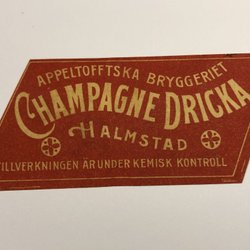 APPELTOFFTSKA BRYGGERIET
CHAMPAGNE DRICKA
HALMSTAD
TILLVERKNINGEN ÄR UNDER KEMISK KONTROLL